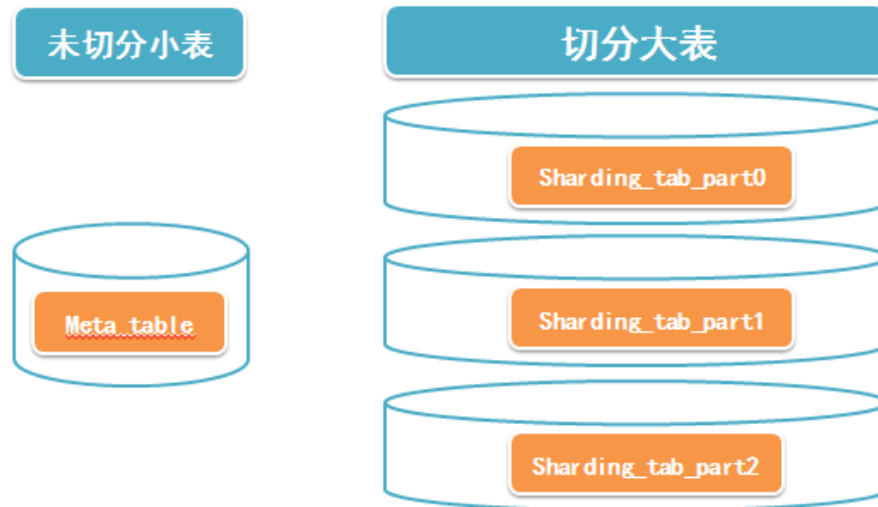 未切分小表
切分大表
Sharding_tab_part0
Meta_table
Sharding_tab_part1
Sharding_tab_part2